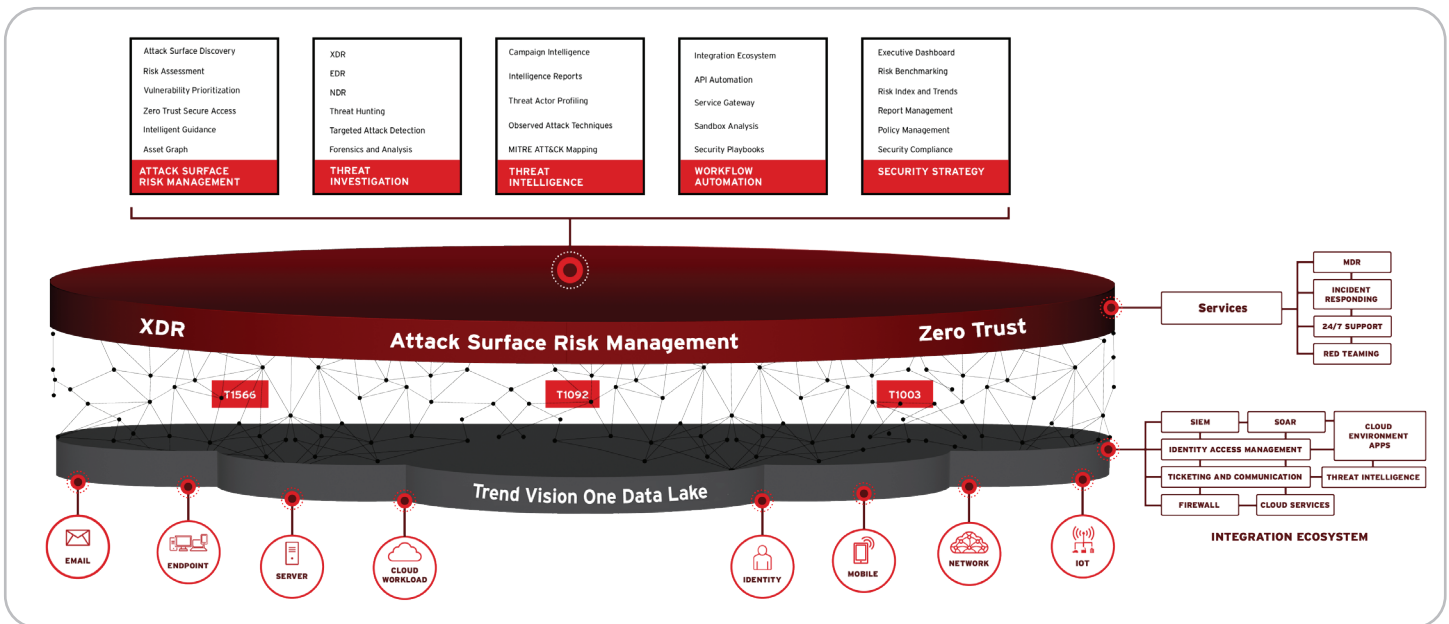 Attack Surface Discovery
Risk Assessment
Vulnerability Prioritization
Zero Trust Secure Access
Intelligent Guidance
Asset Graph
ATTACK SURFACE
RISK MANAGEMENT
XDR
EDR
NDR
Threat Hunting
Targeted Attack Detection
Forensics and Analysis
THREAT
INVESTIGATION
Campaign Intelligence
Intelligence Reports
Threat Actor Profiling
Observed Attack Techniques
MITRE ATT&CK Mapping
THREAT
INTELLIGENCE
Integration Ecosystem
API Automation
Service Gateway
Sandbox Analysis
Security Playbooks
WORKFLOW
AUTOMATION
Executive Dashboard
Risk Benchmarking
Risk Index and Trends
Report Management
Policy Management
Security Compliance
SECURITY STRATEGY
XDR
Attack Surface Risk Management
Zero Trust
Services
MDR
INCIDENT
RESPONDING
24/7 SUPPORT
RED TEAMING
T1566
T1092
T1003
Trend Vision One Data Lake
SIEM
SOAR
CLOUD
ENVIRONMENT
APPS
IDENTITY ACCESS MANAGEMENT
TICKETING AND COMMUNICATION
THREAT INTELLIGENCE
FIREWALL
CLOUD SERVICES
INTEGRATION ECOSYSTEM
EMAIL
ENDPOINT
SERVER
CLOUD
WORKLOAD
IDENTITY
MOBILE
NETWORK
IOT